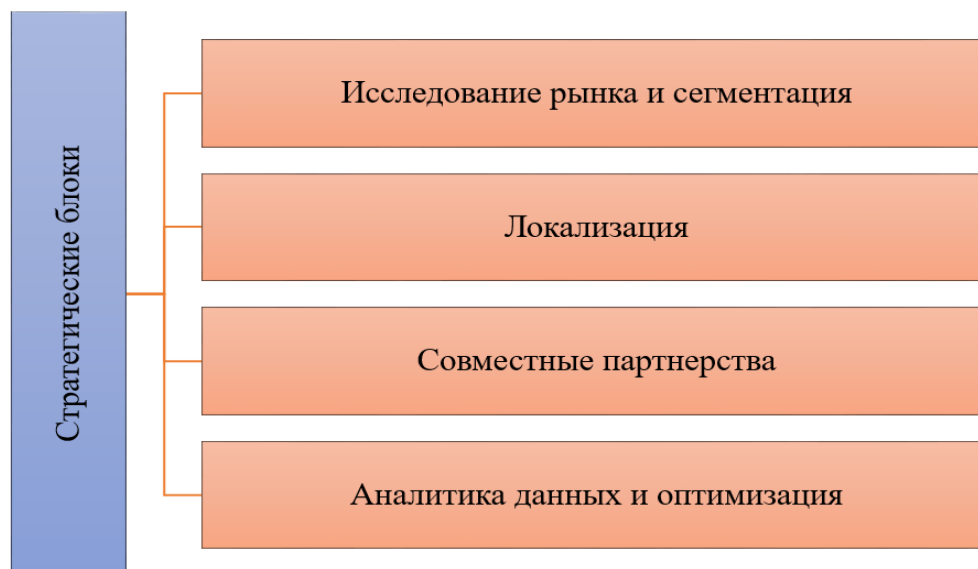 Стратегические блоки
Исследование рынка и сегментация
Локализация
Совместные партнерства
Аналитика данных и оптимизация